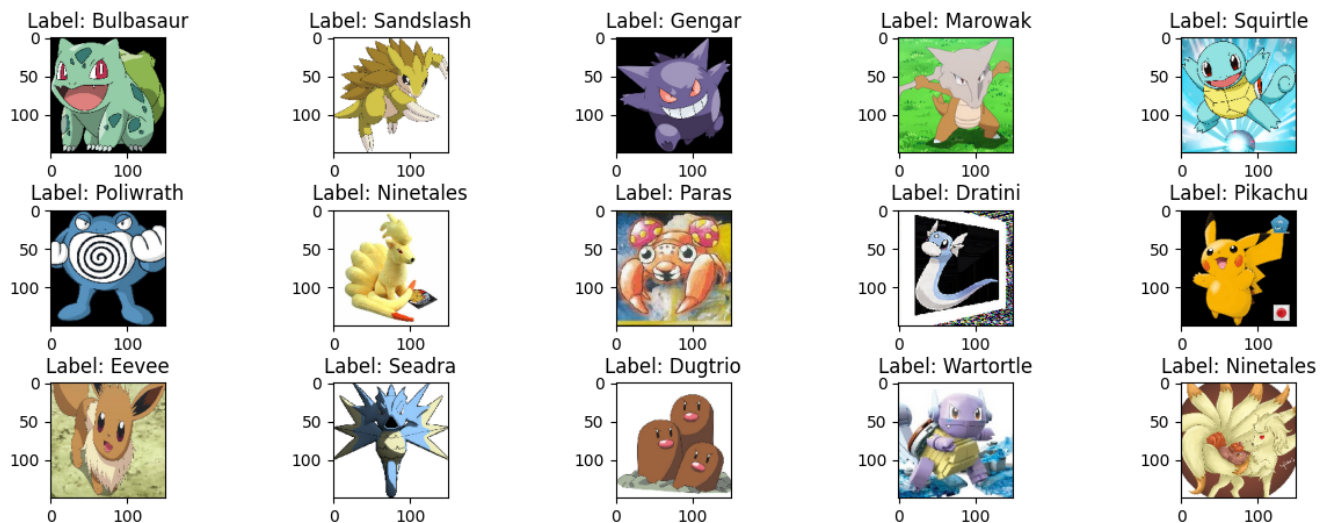 Label: Bulbasaur Label: Sandslash Label: Gengar Label: Marowak Label: Squirtle
0 0 0 0 0
50 50 50 50 50
100 100 100 100 100
0 100 0 100 0 100 0 100 0 100
Label: Poliwrath Label: Ninetales Label: Paras Label: Dratini Label: Pikachu
0 0 0 0 0
50 50 50 50 50
100 100 100 100 100
0 100 0 100 0 100 0 100 0 100
Label: Eevee Label: Seadra Label: Dugtrio Label: Wartortle Label: Ninetales
0 0 0 0 0
50 50 50 50 50
100 100 100 100 100
0 100 0 100 0 100 0 100 0 100